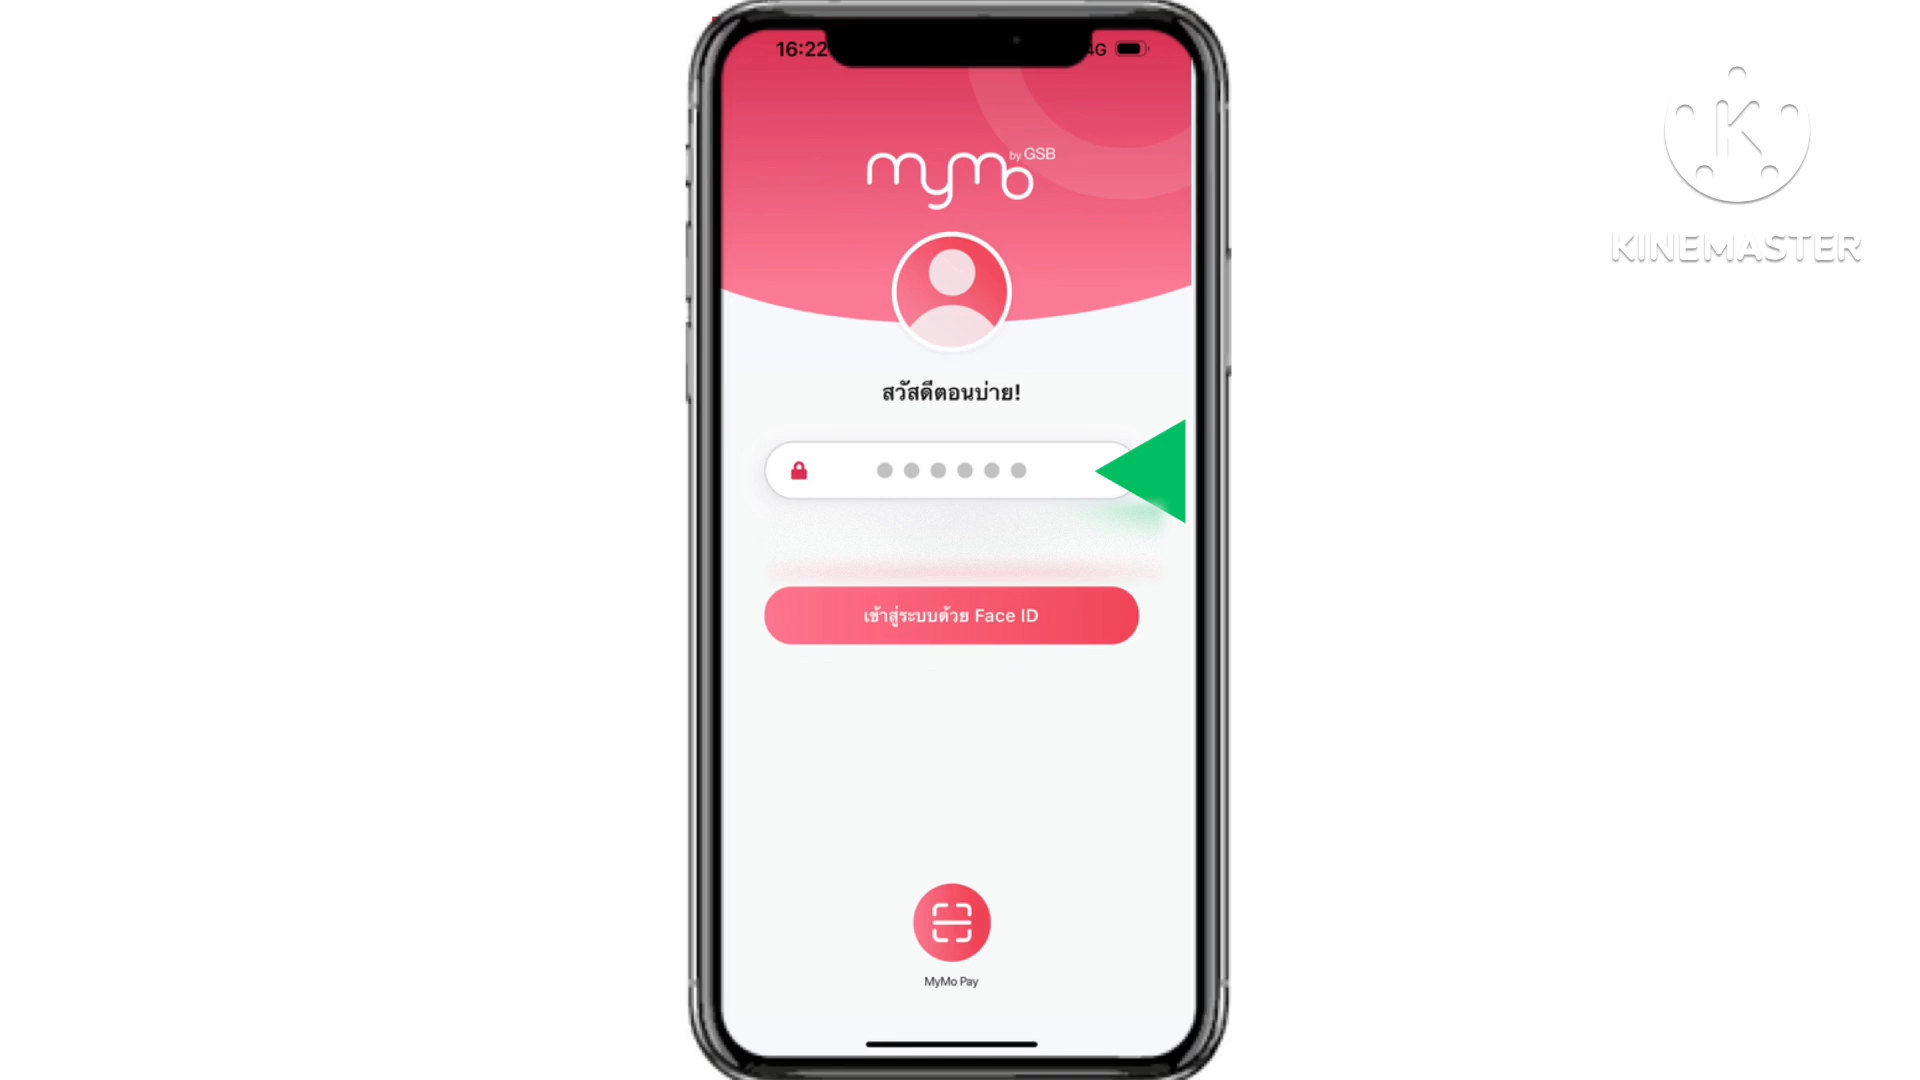 16:22
4G
mymo by GSB
KINEMASTER
สวัสดีตอนบ่าย!
เข้าสู่ระบบด้วย Face ID
MyMo Pay